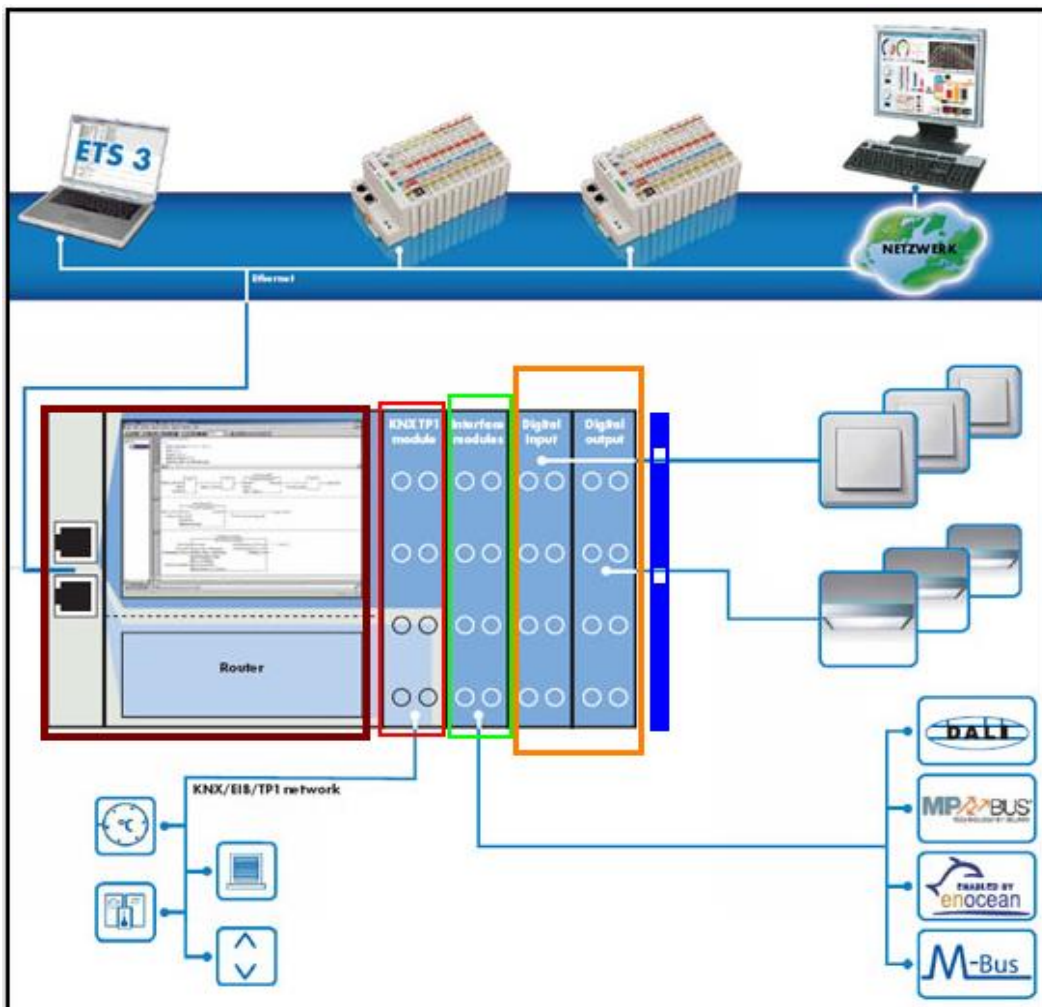 ETS 3
NETZWERK
Ethernet
KNX TP1
module
Interface
modules
Digital
Input
Digital
output
Router
KNX/EIB/TP1 network
°C
DALI
MP BUS
ENABLED BY
enocean
M-Bus